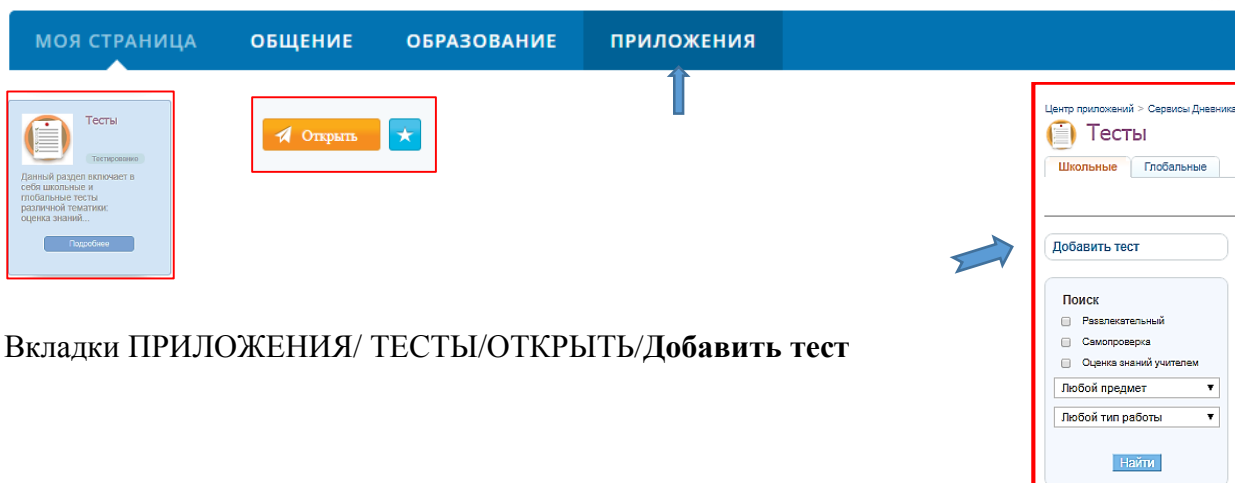 МОЯ СТРАНИЦА ОБЩЕНИЕ ОБРАЗОВАНИЕ ПРИЛОЖЕНИЯ
Тесты
Тестирование
Данный раздел включает в
себя школьные и
глобальные тесты
различной тематики:
оценка знаний...
Подробнее
Открыть
Центр приложений > Сервисы Дневника
Тесты
Школьные Глобальные
Добавить тест
Поиск
Развлекательный
Самопроверка
Оценка знаний учителем
Любой предмет
Любой тип работы
Найти
Вкладки ПРИЛОЖЕНИЯ/ ТЕСТЫ/ОТКРЫТЬ/Добавить тест